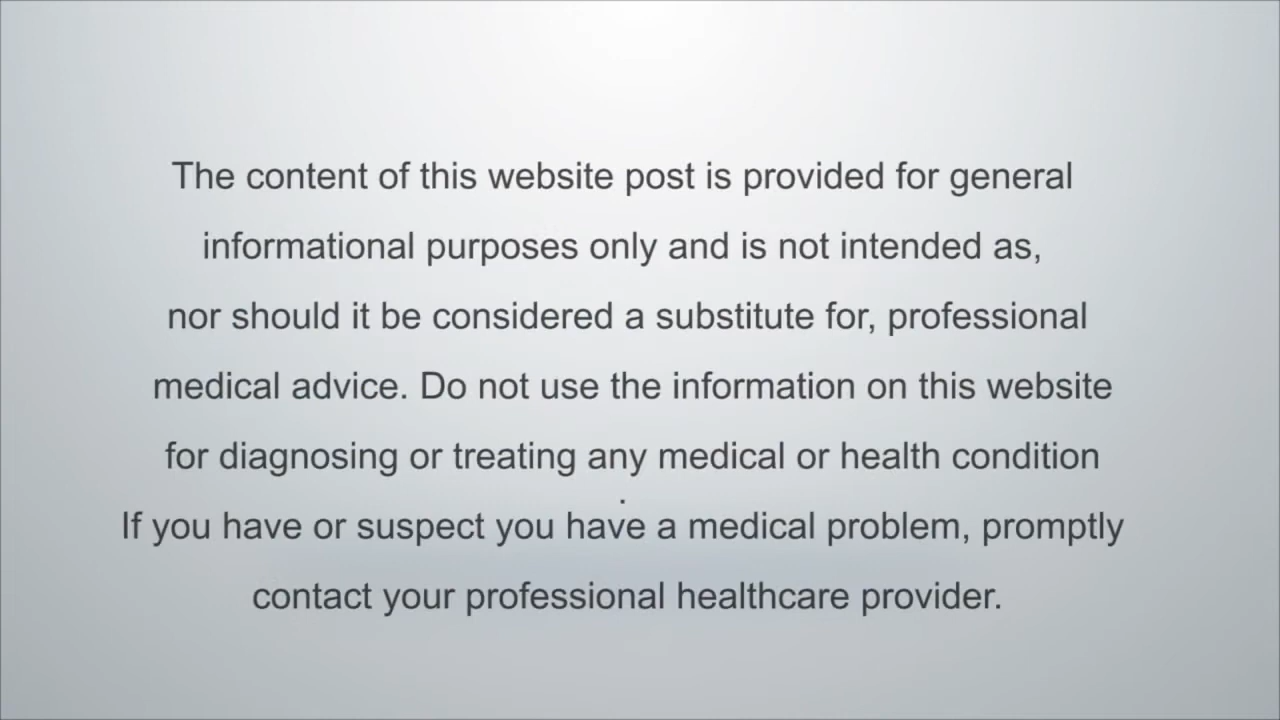 The content of this website post is provided for general
informational purposes only and is not intended as,
nor should it be considered a substitute for, professional
medical advice. Do not use the information on this website
for diagnosing or treating any medical or health condition
.
If you have or suspect you have a medical problem, promptly
contact your professional healthcare provider.